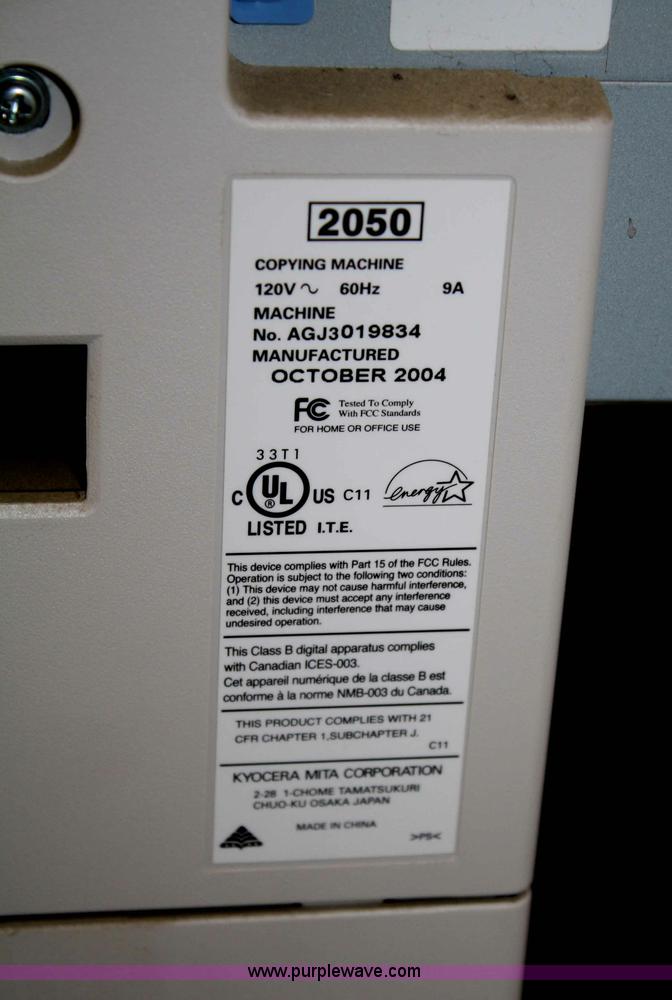 2050
COPYING MACHINE
120V ~ 60Hz 9A
MACHINE
No. AGJ3019834
MANUFACTURED
OCTOBER 2004
FC Tested To Comply
With FCC Standards
FOR HOME OR OFFICE USE
33T1
C UL ® US C11 energy
LISTED I.T.E.
This device complies with Part 15 of the FCC Rules.
Operation is subject to the following two conditions:
(1) This device may not cause harmful interference,
and (2) this device must accept any interference
received, including interference that may cause
undesired operation.
This Class B digital apparatus complies
with Canadian ICES-003.
Cet appareil numérique de la classe B est
conforme à la norme NMB-003 du Canada.
THIS PRODUCT COMPLIES WITH 21
CFR CHAPTER 1,SUBCHAPTER J.
C11
KYOCERA MITA CORPORATION
2-28 1-CHOME TAMATSUKURI
CHUO-KU OSAKA JAPAN
MADE IN CHINA
>PS<
www.purplewave.com